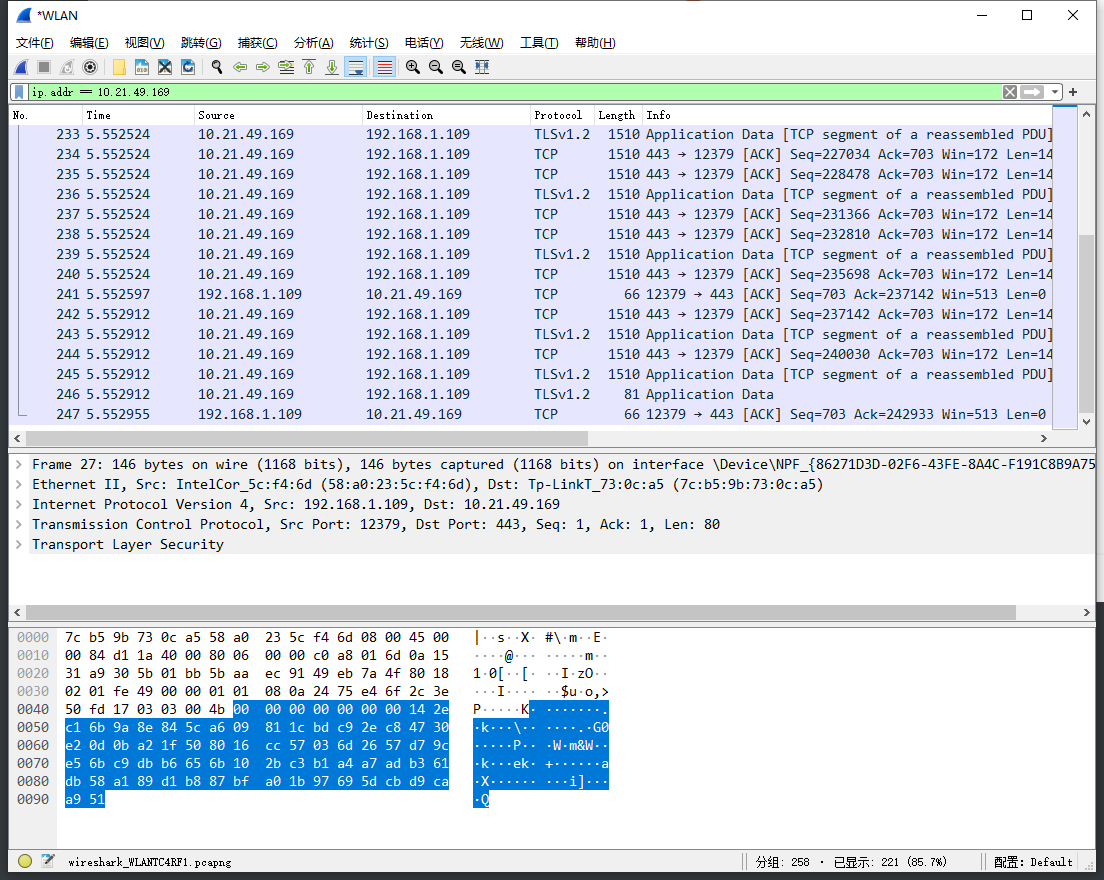 *WLAN
文件(F) 编辑(E) 视图(V) 跳转(G) 捕获(C) 分析(A) 统计(S) 电话(Y) 无线(W) 工具(T) 帮助(H)
ip.addr == 10.21.49.169
No. Time Source Destination Protocol Length Info
233 5.552524 10.21.49.169 192.168.1.109 TLSv1.2 1510 Application Data [TCP segment of a reassembled PDU]
234 5.552524 10.21.49.169 192.168.1.109 TCP 1510 443 → 12379 [ACK] Seq=227034 Ack=703 Win=172 Len=14
235 5.552524 10.21.49.169 192.168.1.109 TCP 1510 443 → 12379 [ACK] Seq=228478 Ack=703 Win=172 Len=14
236 5.552524 10.21.49.169 192.168.1.109 TLSv1.2 1510 Application Data [TCP segment of a reassembled PDU]
237 5.552524 10.21.49.169 192.168.1.109 TCP 1510 443 → 12379 [ACK] Seq=231366 Ack=703 Win=172 Len=14
238 5.552524 10.21.49.169 192.168.1.109 TCP 1510 443 → 12379 [ACK] Seq=232810 Ack=703 Win=172 Len=14
239 5.552524 10.21.49.169 192.168.1.109 TLSv1.2 1510 Application Data [TCP segment of a reassembled PDU]
240 5.552524 10.21.49.169 192.168.1.109 TCP 1510 443 → 12379 [ACK] Seq=235698 Ack=703 Win=172 Len=14
241 5.552597 192.168.1.109 10.21.49.169 TCP 66 12379 → 443 [ACK] Seq=703 Ack=237142 Win=513 Len=0
242 5.552912 10.21.49.169 192.168.1.109 TCP 1510 443 → 12379 [ACK] Seq=237142 Ack=703 Win=172 Len=14
243 5.552912 10.21.49.169 192.168.1.109 TLSv1.2 1510 Application Data [TCP segment of a reassembled PDU]
244 5.552912 10.21.49.169 192.168.1.109 TCP 1510 443 → 12379 [ACK] Seq=240030 Ack=703 Win=172 Len=14
245 5.552912 10.21.49.169 192.168.1.109 TLSv1.2 1510 Application Data [TCP segment of a reassembled PDU]
246 5.552912 10.21.49.169 192.168.1.109 TLSv1.2 81 Application Data
247 5.552955 192.168.1.109 10.21.49.169 TCP 66 12379 → 443 [ACK] Seq=703 Ack=242933 Win=513 Len=0
Frame 27: 146 bytes on wire (1168 bits), 146 bytes captured (1168 bits) on interface \Device\NPF_{86271D3D-02F6-43FE-8A4C-F191C8B9A75
Ethernet II, Src: IntelCor_5c:f4:6d (58:a0:23:5c:f4:6d), Dst: Tp-LinkT_73:0c:a5 (7c:b5:9b:73:0c:a5)
Internet Protocol Version 4, Src: 192.168.1.109, Dst: 10.21.49.169
Transmission Control Protocol, Src Port: 12379, Dst Port: 443, Seq: 1, Ack: 1, Len: 80
Transport Layer Security
0000 7c b5 9b 73 0c a5 58 a0 23 5c f4 6d 08 00 45 00 |··s··X· #\·m··E·
0010 00 84 d1 1a 40 00 80 06 00 00 c0 a8 01 6d 0a 15 ····@··· ·····m··
0020 31 a9 30 5b 01 bb 5b aa ec 91 49 eb 7a 4f 80 18 1·0[··[· ··I·zO··
0030 02 01 fe 49 00 00 01 01 08 0a 24 75 e4 6f 2c 3e ···I···· ··$u·o,>
0040 50 fd 17 03 03 00 4b 00 00 00 00 00 00 00 14 2e P·····K· ·······.
0050 c1 6b 9a 8e 84 5c a6 09 81 1c bd c9 2e c8 47 30 ·k···\·· ····.·G0
0060 e2 0d 0b a2 1f 50 80 16 cc 57 03 6d 26 57 d7 9c ·····P·· ·W·m&W··
0070 e5 6b c9 db b6 65 6b 10 2b c3 b1 a4 a7 ad b3 61 ·k···ek· +······a
0080 db 58 a1 89 d1 b8 87 bf a0 1b 97 69 5d cb d9 ca ·X······ ···i]···
0090 a9 51 ·Q
wireshark_WLANTC4RF1.pcapng 分组: 258 · 已显示: 221 (85.7%) 配置: Default